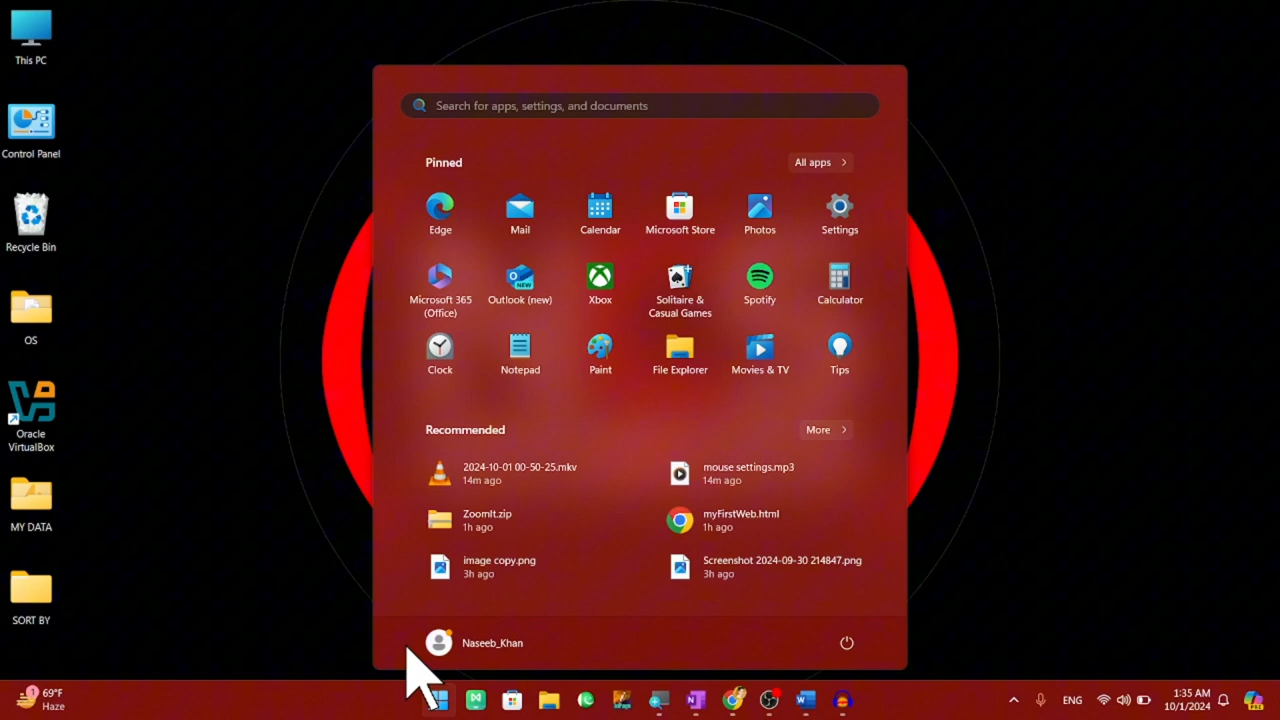 This PC
Control Panel
Recycle Bin
OS
Oracle
VirtualBox
MY DATA
SORT BY
Search for apps, settings, and documents
Pinned
All apps
Edge
Mail
Calendar
Microsoft Store
Photos
Settings
Microsoft 365
(Office)
Outlook (new)
NEW
Xbox
Solitaire &
Casual Games
Spotify
Calculator
Clock
Notepad
Paint
File Explorer
Movies & TV
Tips
Recommended
More
2024-10-01 00-50-25.mkv
14m ago
mouse settings.mp3
14m ago
ZoomIt.zip
1h ago
myFirstWeb.html
1h ago
image copy.png
3h ago
Screenshot 2024-09-30 214847.png
3h ago
Naseeb_Khan
1
69°F
Haze
ENG
1:35 AM
10/1/2024